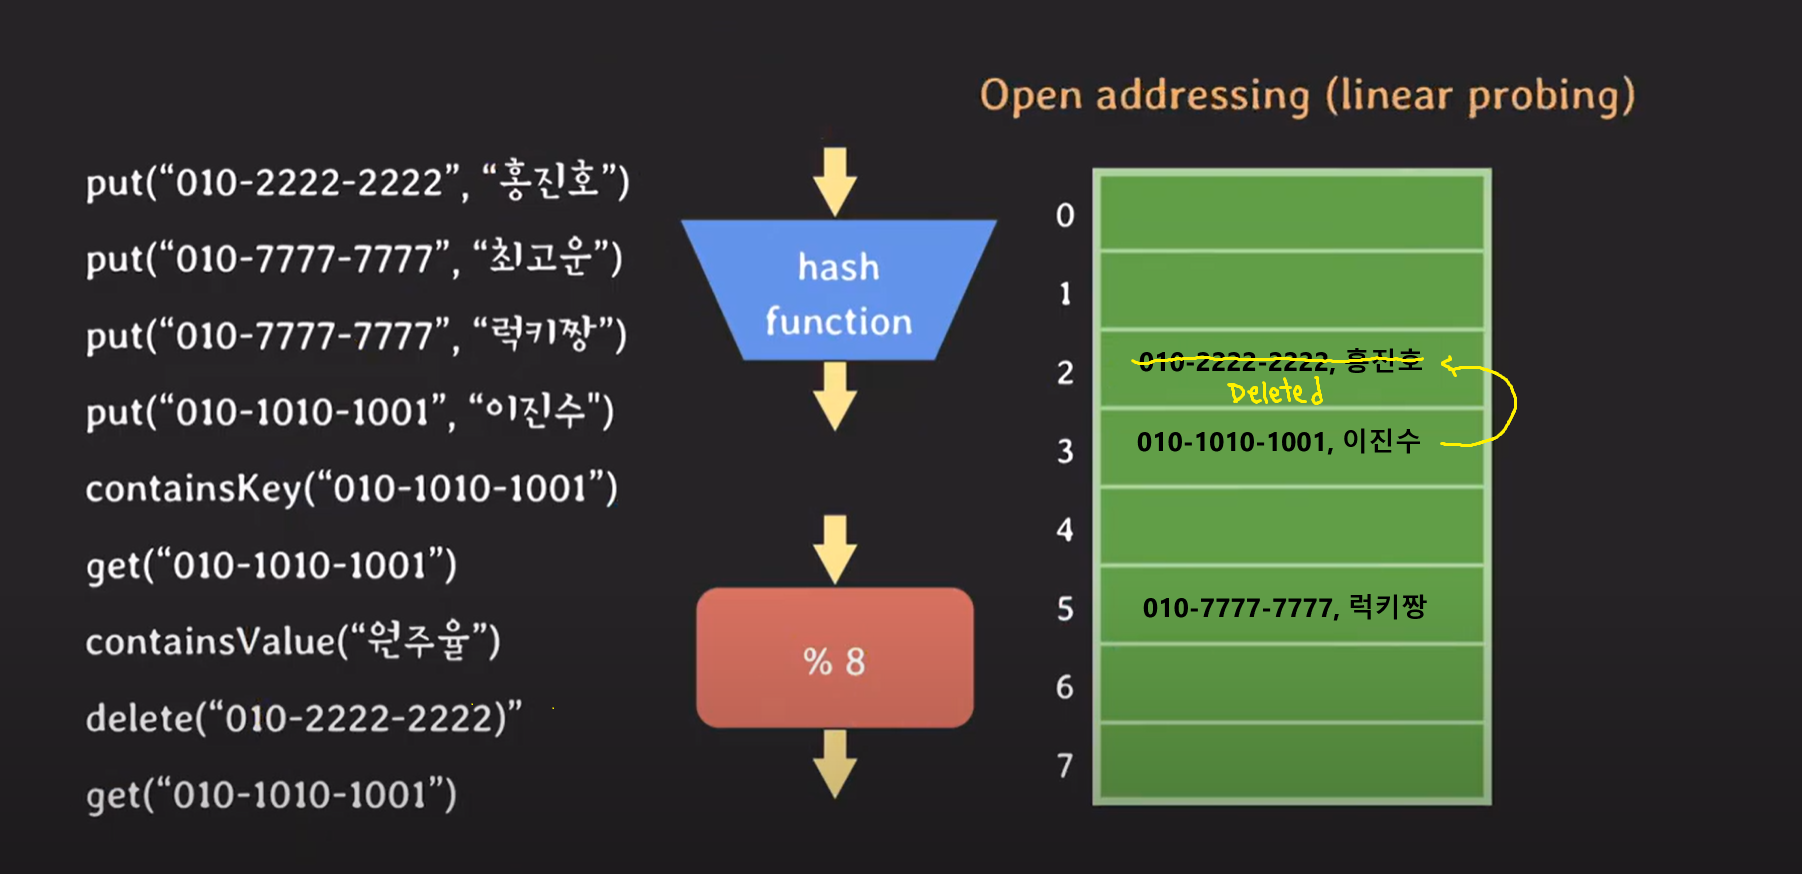 Open addressing (linear probing)
put(“010-2222-2222”, “홍진호”)
put(“010-7777-7777”, “최고운”)
put(“010-7777-7777”, “럭키짱”)
put(“010-1010-1001”, “이진수")
containsKey(“010-1010-1001”)
get(“010-1010-1001”)
containsValue(“원주율”)
delete(“010-2222-2222)”
get(“010-1010-1001”)
hash
function
% 8
0
1
2
010-2222-2222, 홍진호
Deleted
3
010-1010-1001, 이진수
4
5
010-7777-7777, 럭키짱
6
7